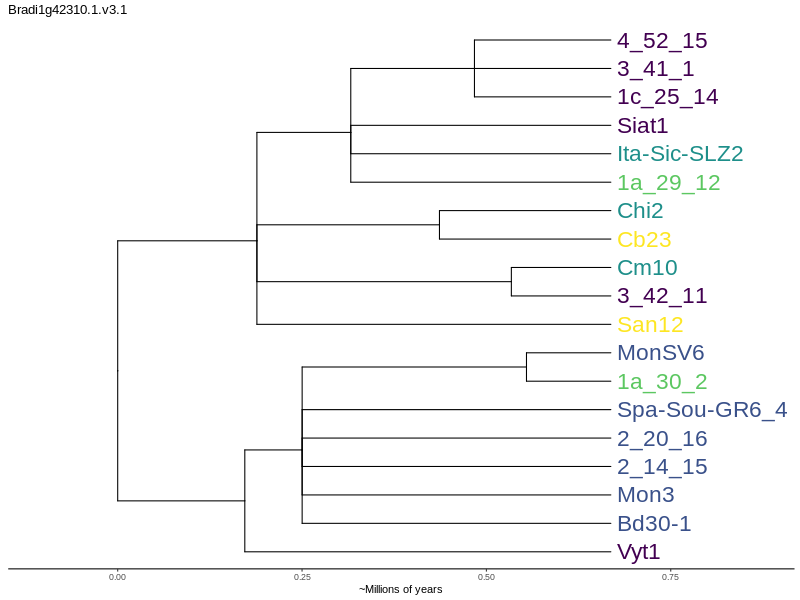 Bradi1g42310.1.v3.1
4_52_15
3_41_1
1c_25_14
Siat1
Ita-Sic-SLZ2
1a_29_12
Chi2
Cb23
Cm10
3_42_11
San12
MonSV6
1a_30_2
Spa-Sou-GR6_4
2_20_16
2_14_15
Mon3
Bd30-1
Vyt1
0.00 0.25 0.50 0.75
~Millions of years